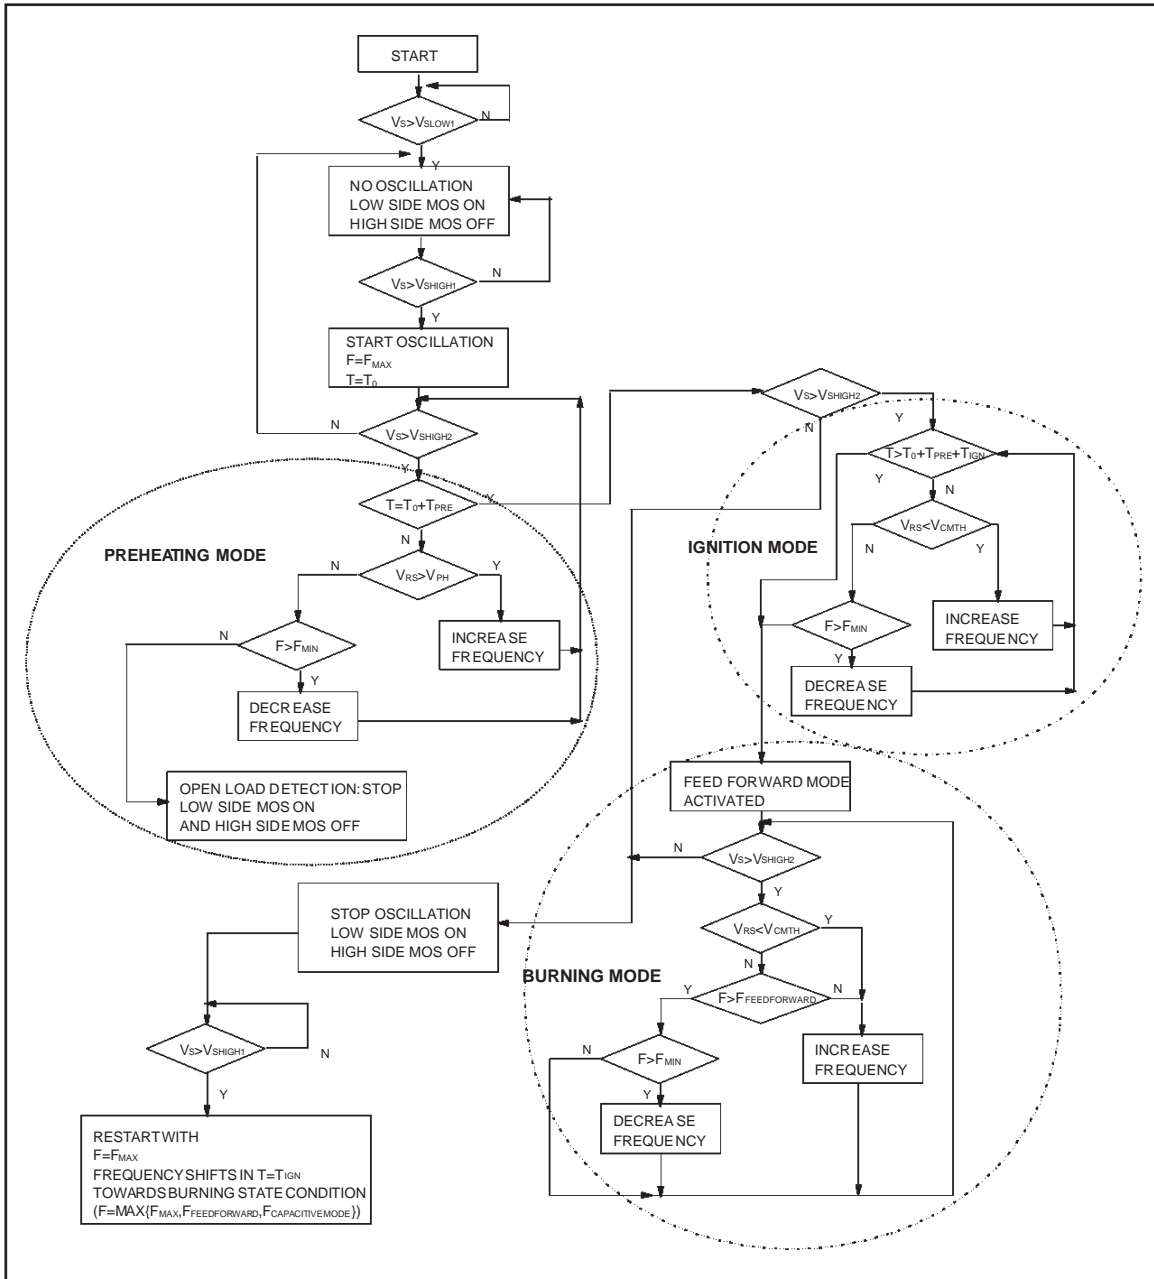 START
VS>VSLOW1
N
Y
NO OSCILLATION
LOW SIDE MOS ON
HIGH SIDE MOS OFF
VS>VSHIGH1
N
Y
START OSCILLATION
F=FMAX
T=T0
N
VS>VSHIGH2
Y
T=T0+TPRE
Y
N
PREHEATING MODE
VRS>VPH
N
Y
N
F>FMIN
Y
INCREASE
FREQUENCY
DECREASE
FREQUENCY
OPEN LOAD DETECTION: STOP
LOW SIDE MOS ON
AND HIGH SIDE MOS OFF
VS>VSHIGH2
Y
N
T>T0+TPRE+TIGN
Y
N
IGNITION MODE
VRS<VCMTH
N
Y
F>FMIN
Y
INCREASE
FREQUENCY
DECREASE
FREQUENCY
FEED FORWARD MODE
ACTIVATED
N
VS>VSHIGH2
Y
VRS<VCMTH
Y
N
BURNING MODE
Y
F>FFEEDFORWARD
N
N
F>FMIN
Y
INCREASE
FREQUENCY
DECREASE
FREQUENCY
STOP OSCILLATION
LOW SIDE MOS ON
HIGH SIDE MOS OFF
VS>VSHIGH1
N
Y
RESTART WITH
F=FMAX
FREQUENCY SHIFTS IN T=TIGN
TOWARDS BURNING STATE CONDITION
(F=MAX{FMAX,FFEEDFORWARD,FCAPACITIVE MODE})